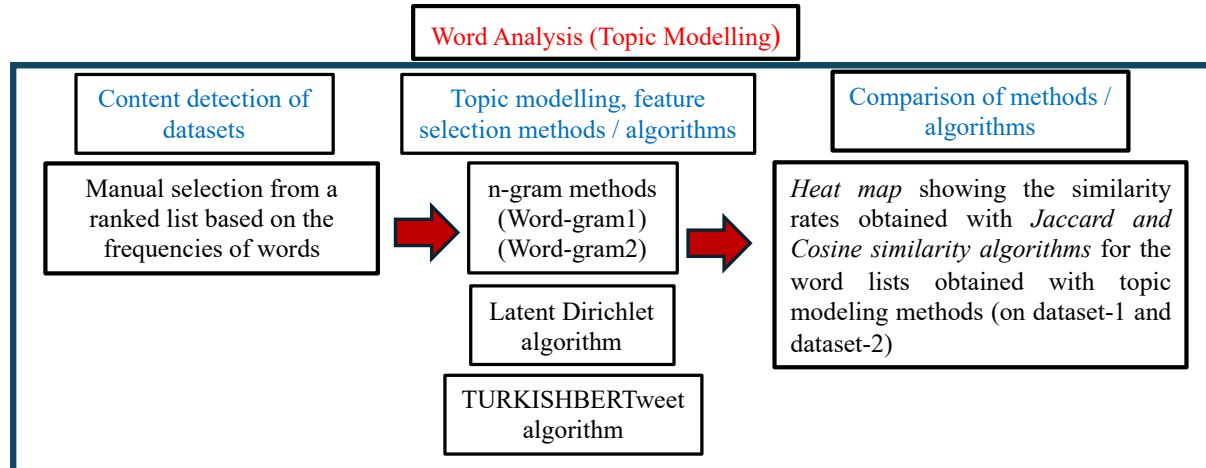 Word Analysis (Topic Modelling)
Content detection of
datasets
Manual selection from a
ranked list based on the
frequencies of words
Topic modelling, feature
selection methods / algorithms
n-gram methods
(Word-gram1)
(Word-gram2)
Latent Dirichlet
algorithm
TURKISHBERTweet
algorithm
Comparison of methods /
algorithms
Heat map showing the similarity
rates obtained with Jaccard and
Cosine similarity algorithms for the
word lists obtained with topic
modeling methods (on dataset-1 and
dataset-2)